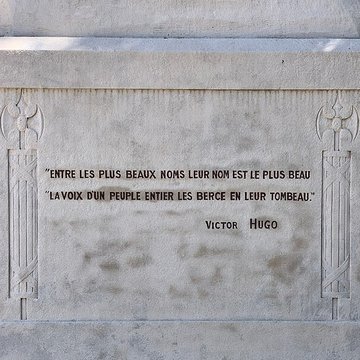 "ENTRE LES PLUS BEAUX NOMS LEUR NOM EST LE PLUS BEAU
"LA VOIX D'UN PEUPLE ENTIER LES BERCE EN LEUR TOMBEAU."
VICTOR HUGO